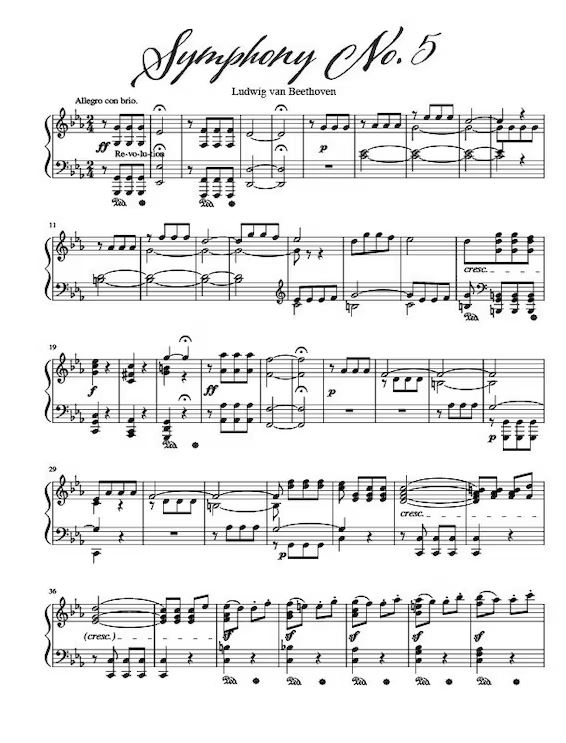 Symphony No. 5
Ludwig van Beethoven
Allegro con brio.
ff
Re-vo-lu-tion
p
11
cresc.
19
f
ff
p
p
29
p
cresc.
36
(cresc.)
sf sf sf sf sf